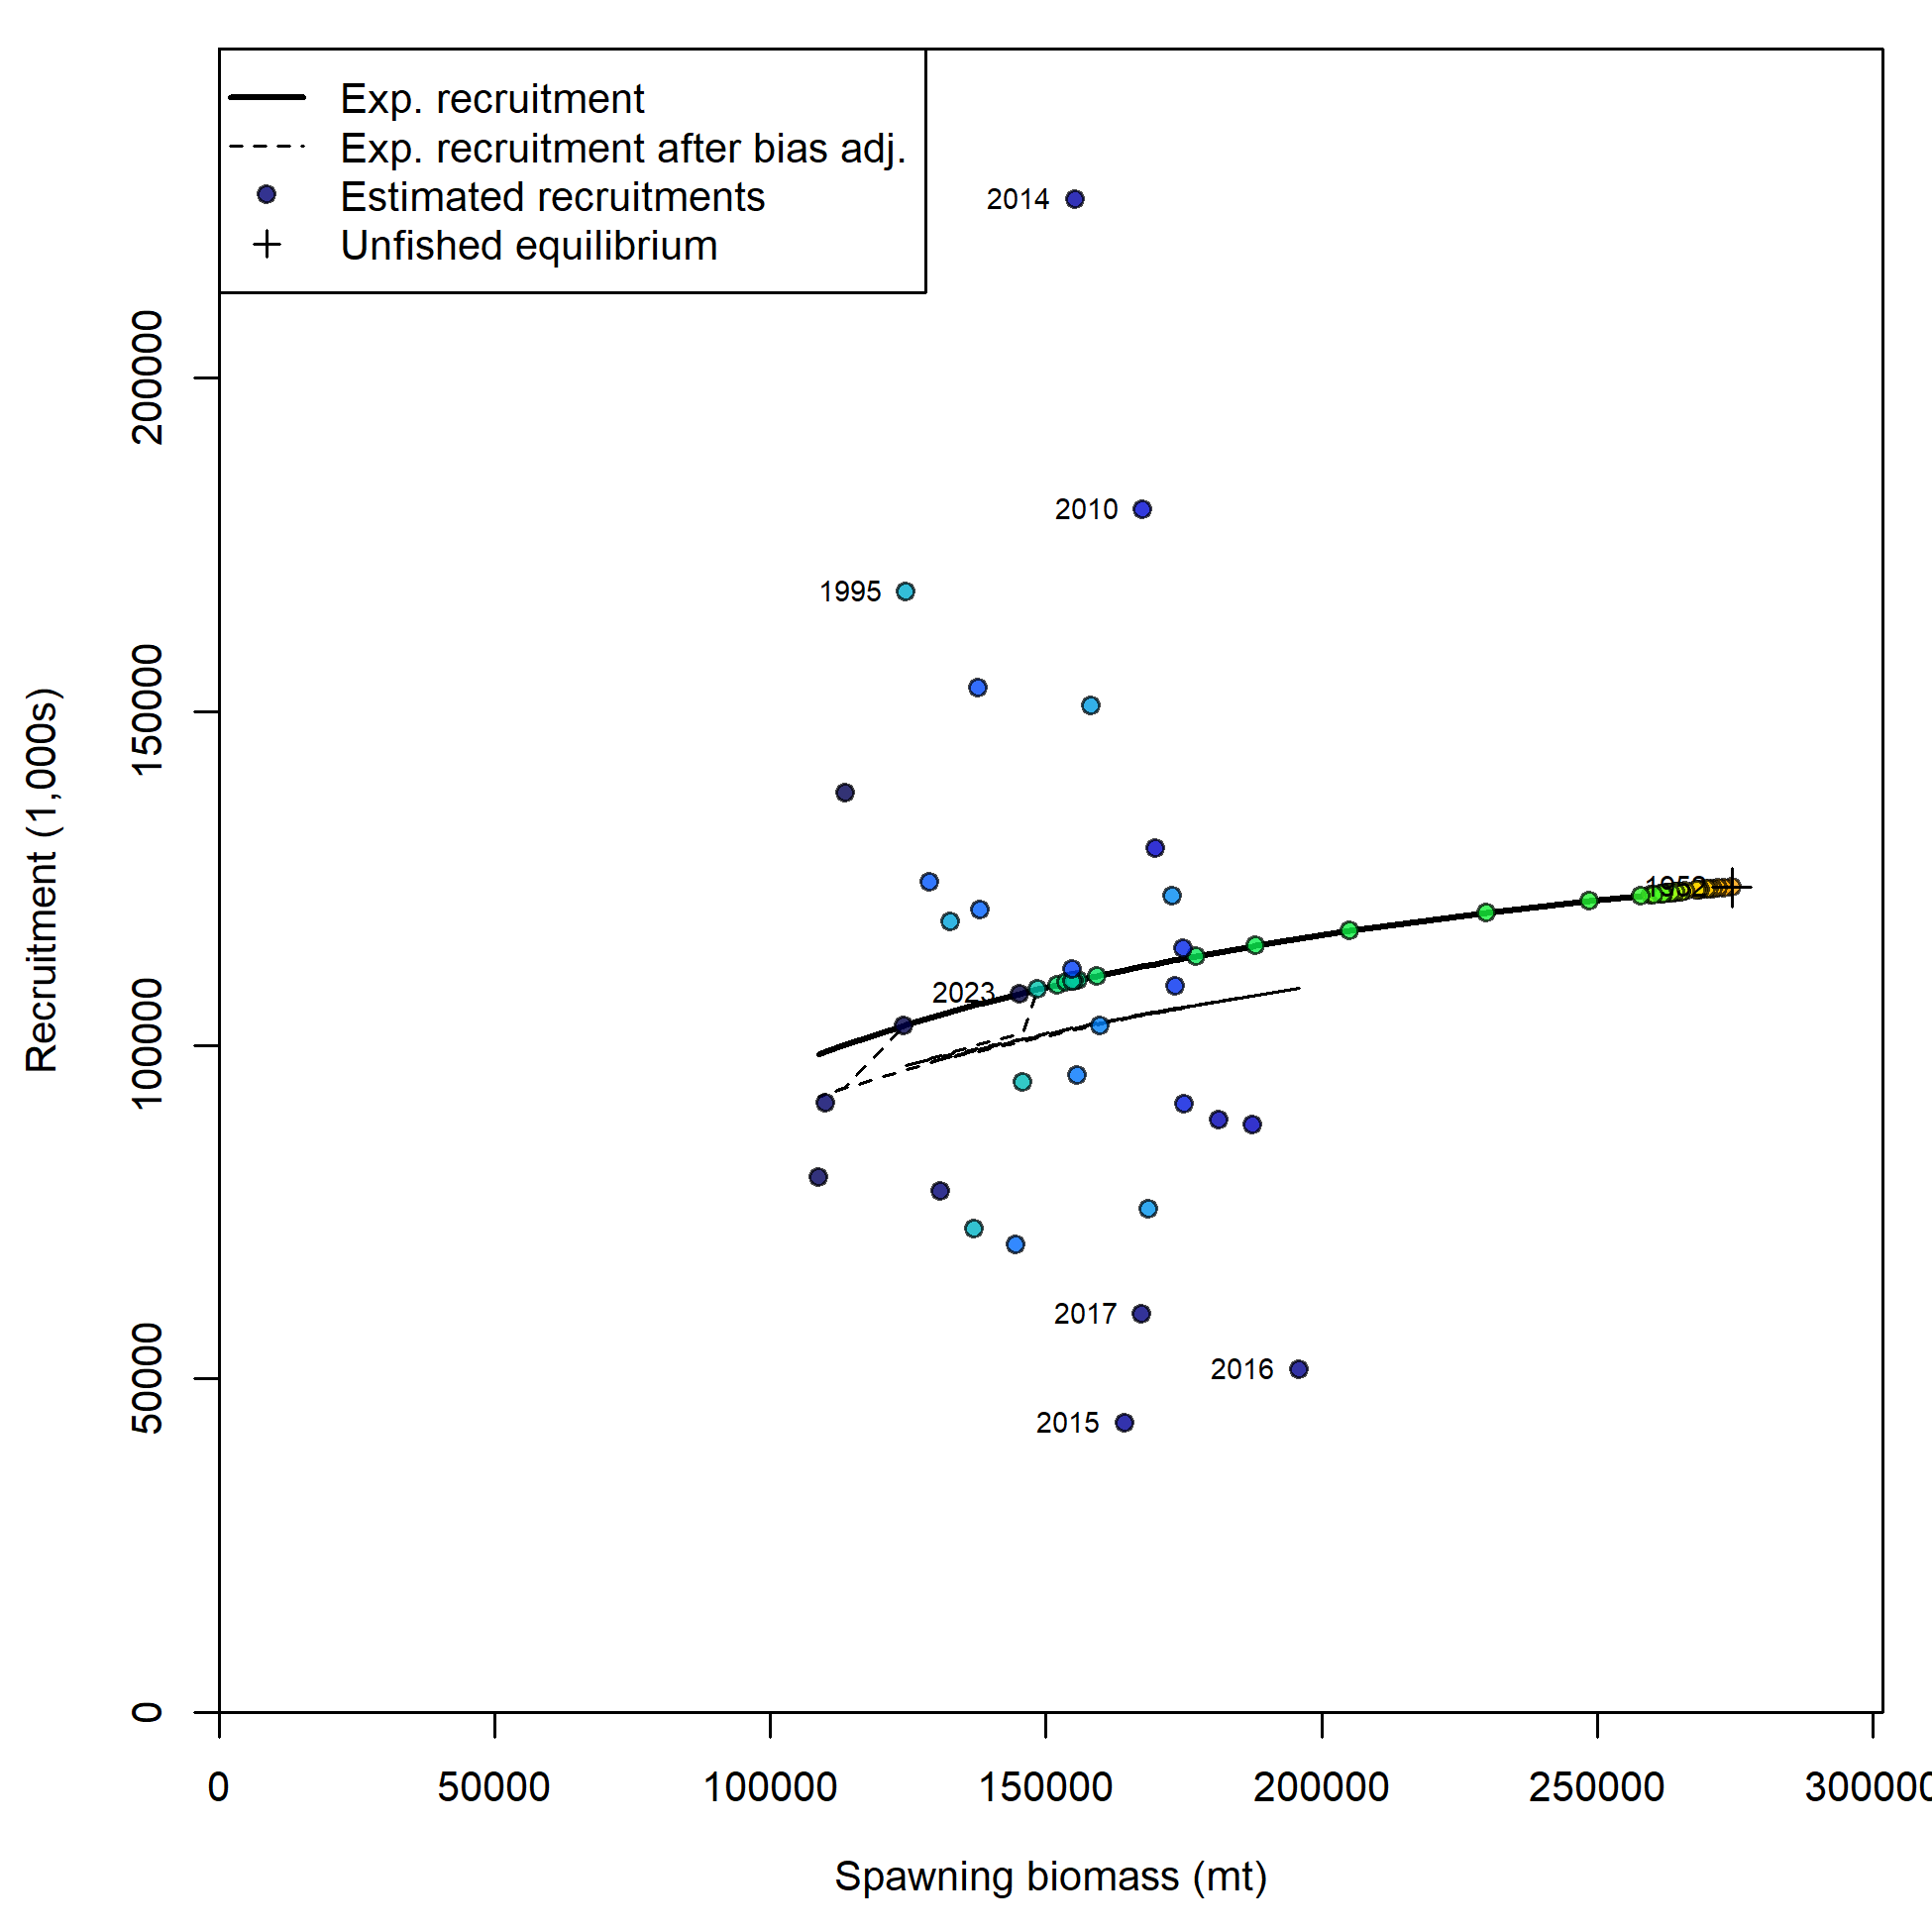 Exp. recruitment
Exp. recruitment after bias adj.
Estimated recruitments
Unfished equilibrium
2014
2010
1995
1952
2023
2017
2016
2015
Recruitment (1,000s)
200000
150000
100000
50000
0
0 50000 100000 150000 200000 250000 300000
Spawning biomass (mt)